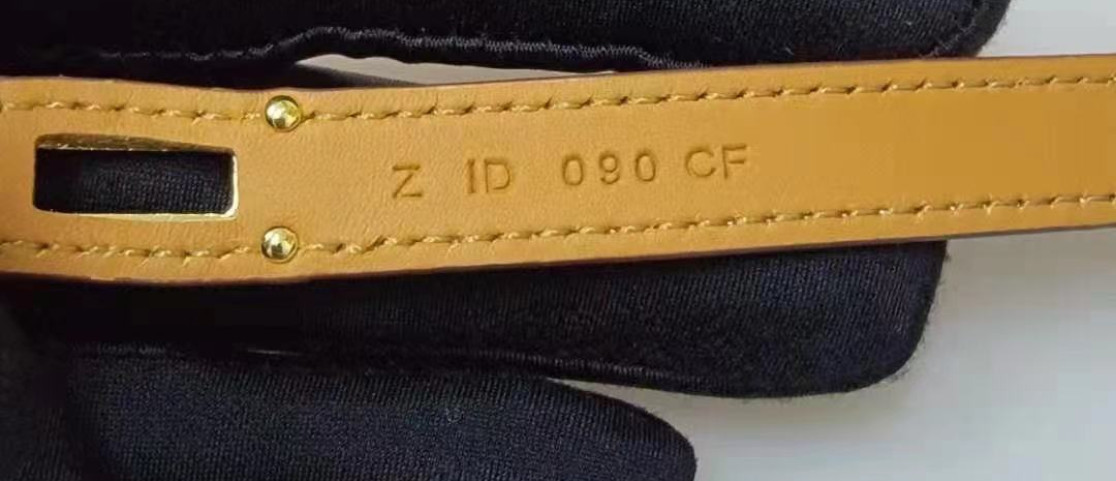 Z ID 090 CF